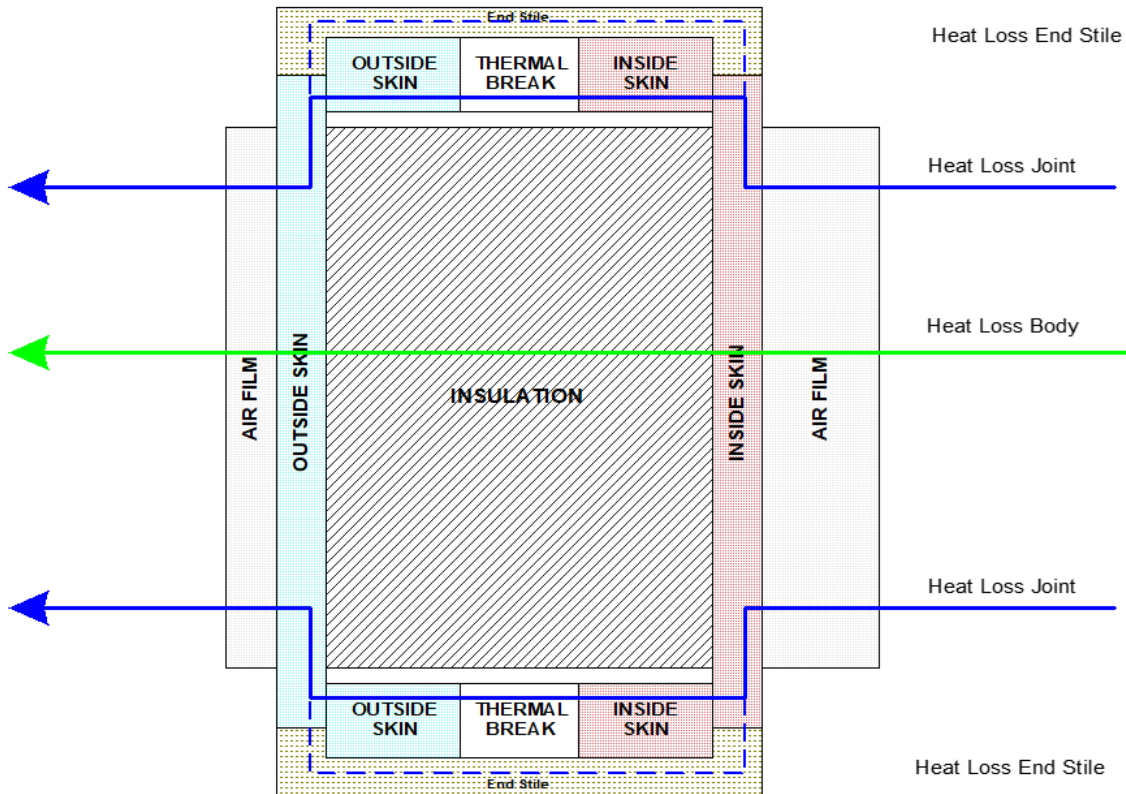 End Stile
Heat Loss End Stile
OUTSIDE
SKIN
THERMAL
BREAK
INSIDE
SKIN
Heat Loss Joint
Heat Loss Body
AIR FILM
OUTSIDE SKIN
INSULATION
INSIDE SKIN
AIR FILM
Heat Loss Joint
OUTSIDE
SKIN
THERMAL
BREAK
INSIDE
SKIN
Heat Loss End Stile
End Stile